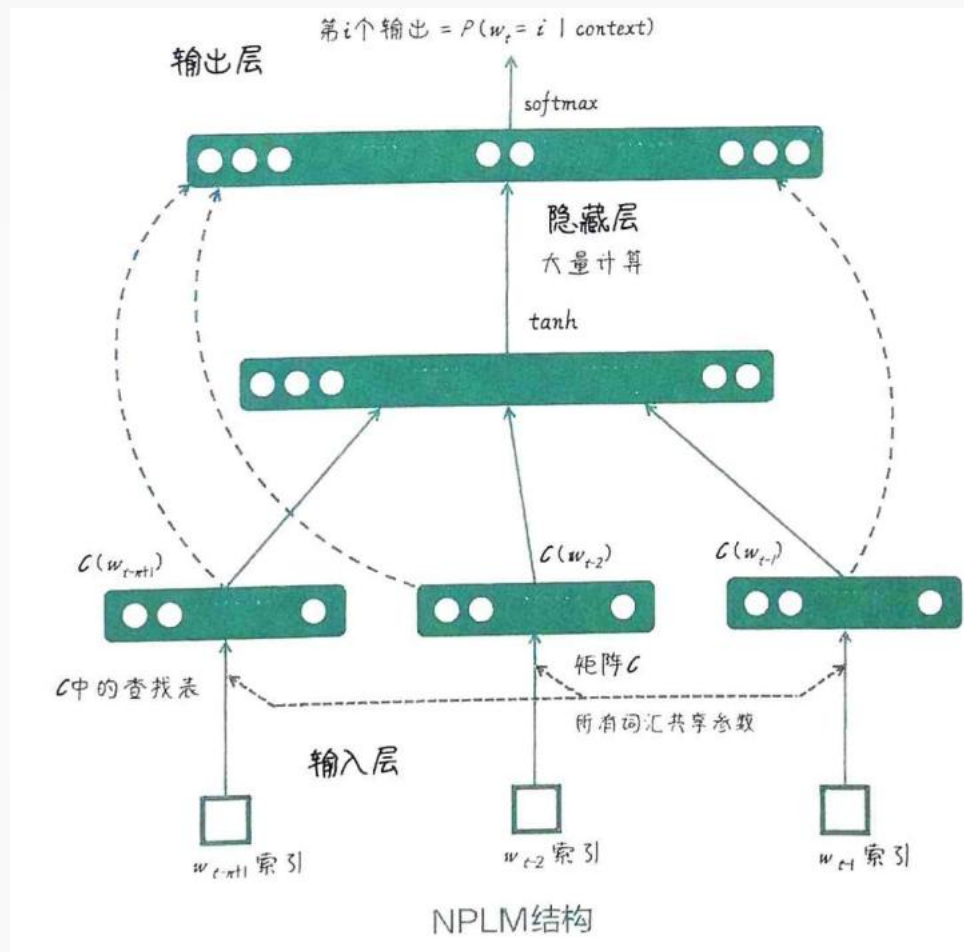 第i个输出 = P(wₜ = i | context)
输出层
softmax
隐藏层
大量计算
tanh
C(wₜ₋ₙ₊₁)
C(wₜ₋₂)
C(wₜ₋₁)
C中的查找表
矩阵C
所有词汇共享参数
输入层
wₜ₋ₙ₊₁ 索引
wₜ₋₂ 索引
wₜ₋₁ 索引
NPLM结构